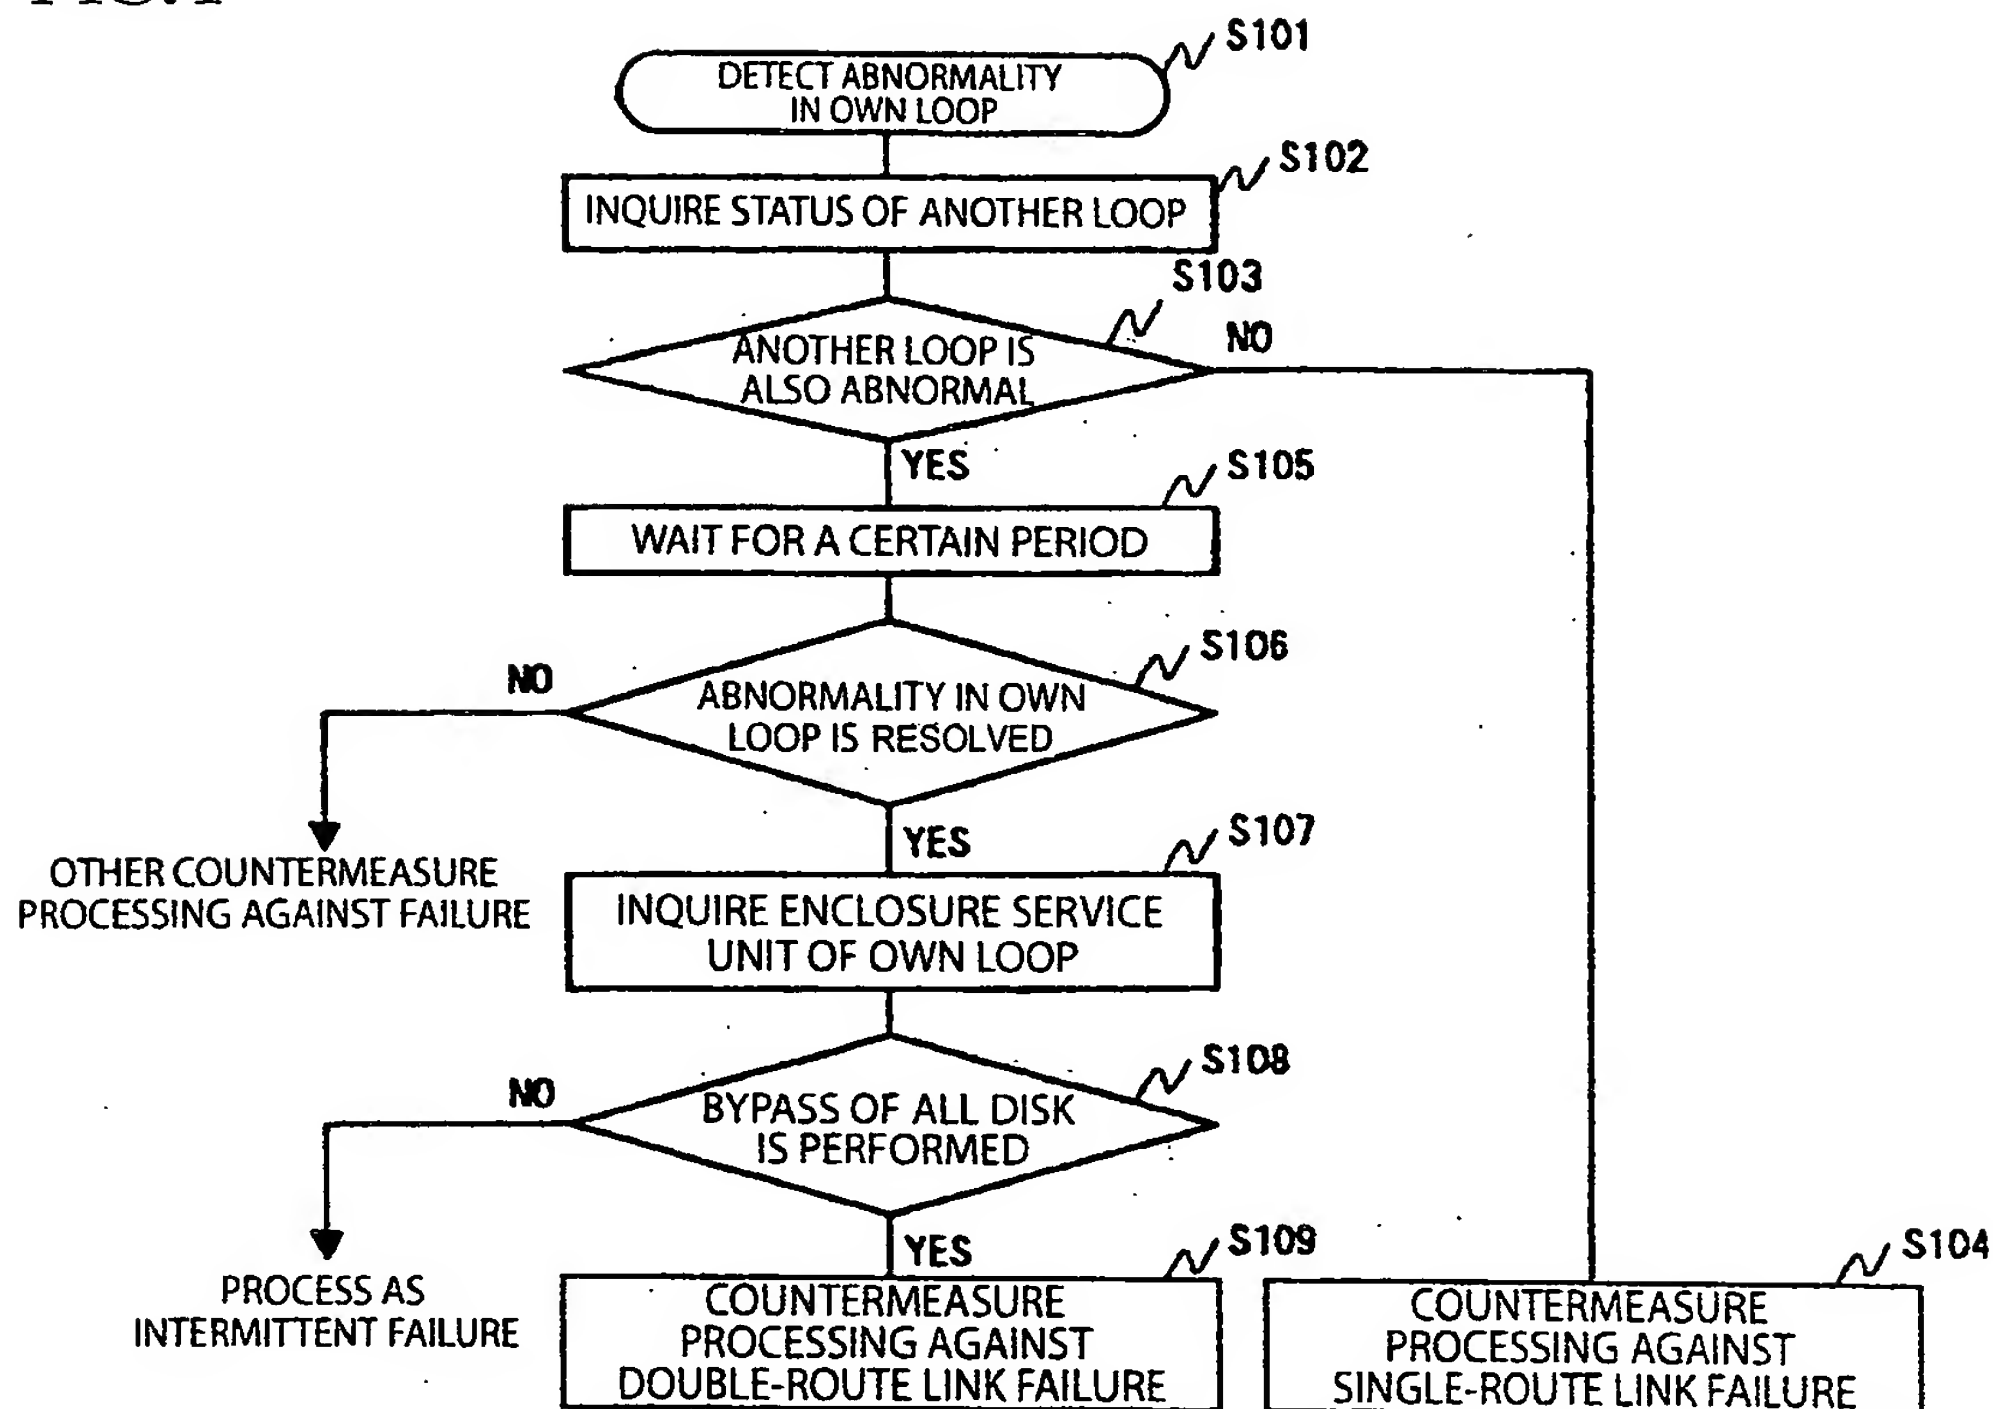 S101
DETECT ABNORMALITY
IN OWN LOOP
S102
INQUIRE STATUS OF ANOTHER LOOP
S103
ANOTHER LOOP IS
ALSO ABNORMAL
NO
YES
S105
WAIT FOR A CERTAIN PERIOD
S106
NO
ABNORMALITY IN OWN
LOOP IS RESOLVED
YES
OTHER COUNTERMEASURE
PROCESSING AGAINST FAILURE
S107
INQUIRE ENCLOSURE SERVICE
UNIT OF OWN LOOP
S108
NO
BYPASS OF ALL DISK
IS PERFORMED
YES
PROCESS AS
INTERMITTENT FAILURE
S109
COUNTERMEASURE
PROCESSING AGAINST
DOUBLE-ROUTE LINK FAILURE
S104
COUNTERMEASURE
PROCESSING AGAINST
SINGLE-ROUTE LINK FAILURE